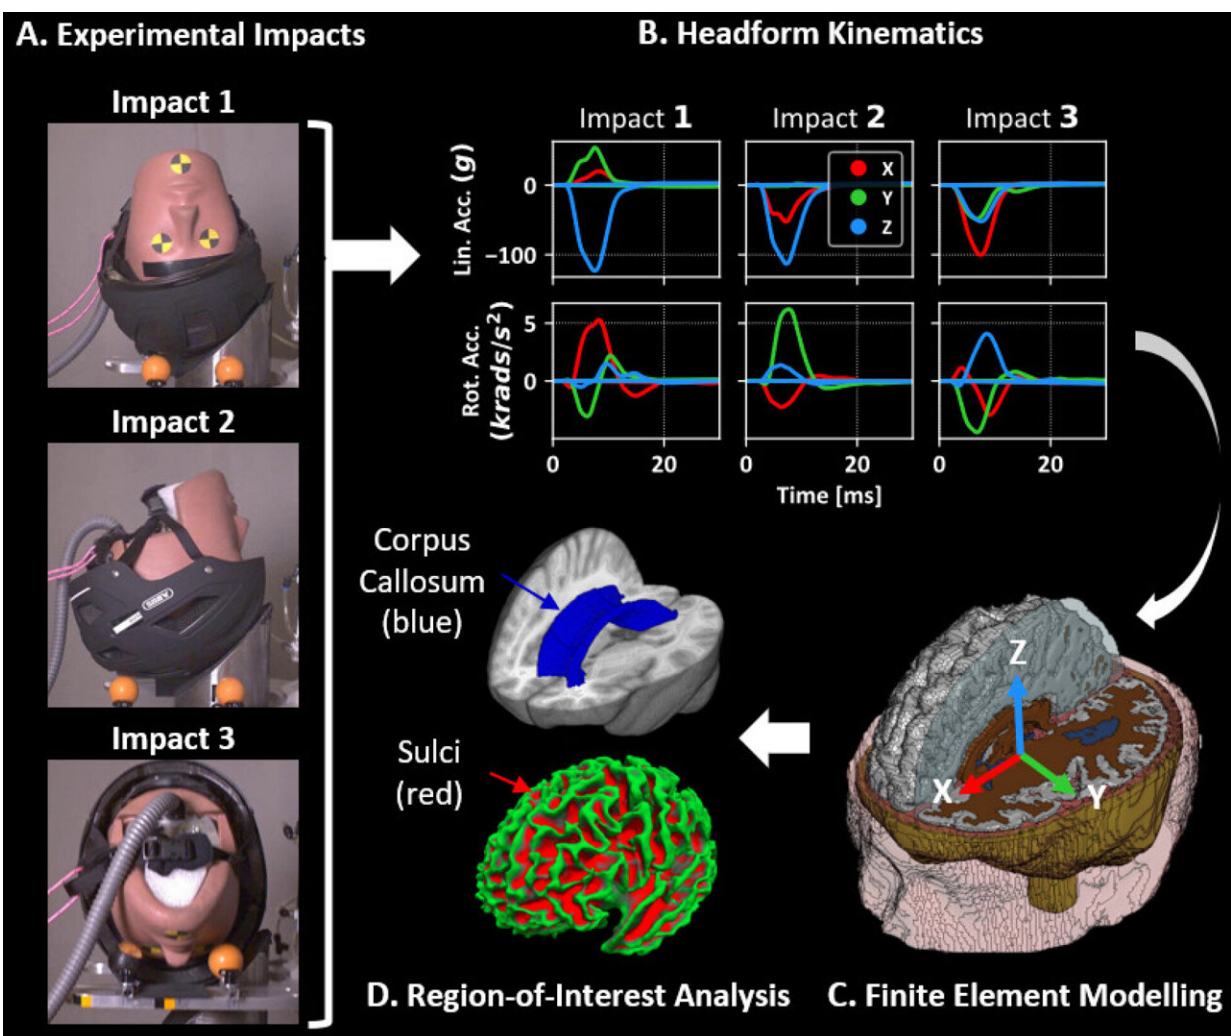 A. Experimental Impacts
Impact 1
Impact 2
ABUS
Impact 3
B. Headform Kinematics
Impact 1
Impact 2
Impact 3
Lin. Acc. (g)
0
−100
X
Y
Z
Rot. Acc.
(krads/s²)
5
0
0
20
0
20
0
20
Time [ms]
Corpus
Callosum
(blue)
Sulci
(red)
Z
X
Y
D. Region-of-Interest Analysis
C. Finite Element Modelling